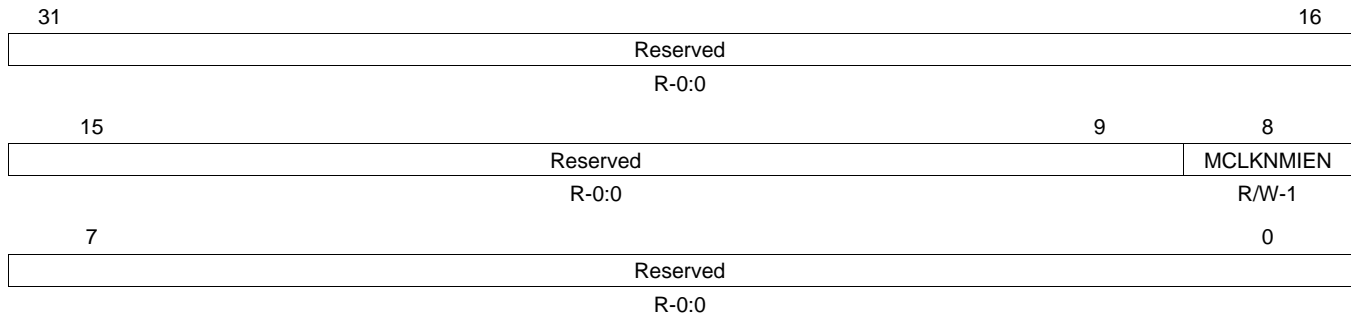 31 16
Reserved
R-0:0
15 9 8
Reserved MCLKNMIEN
R-0:0 R/W-1
7 0
Reserved
R-0:0